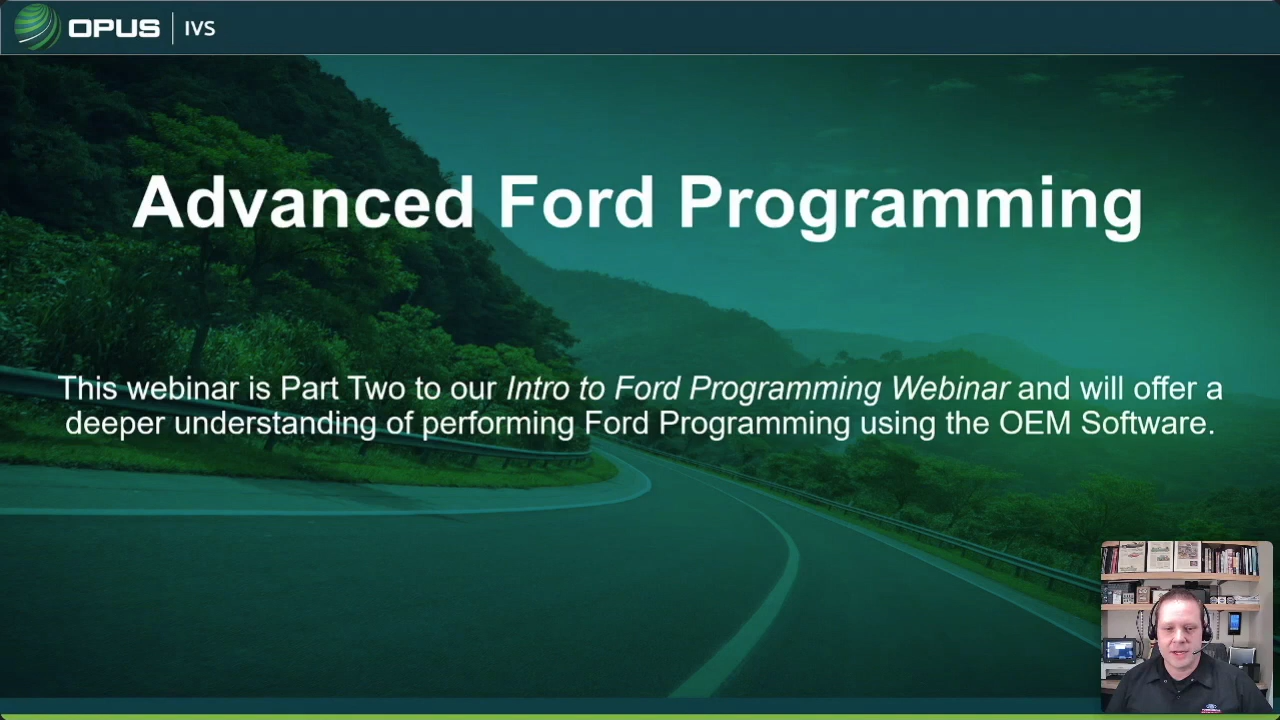 OPUS IVS
Advanced Ford Programming
This webinar is Part Two to our Intro to Ford Programming Webinar and will offer a
deeper understanding of performing Ford Programming using the OEM Software.